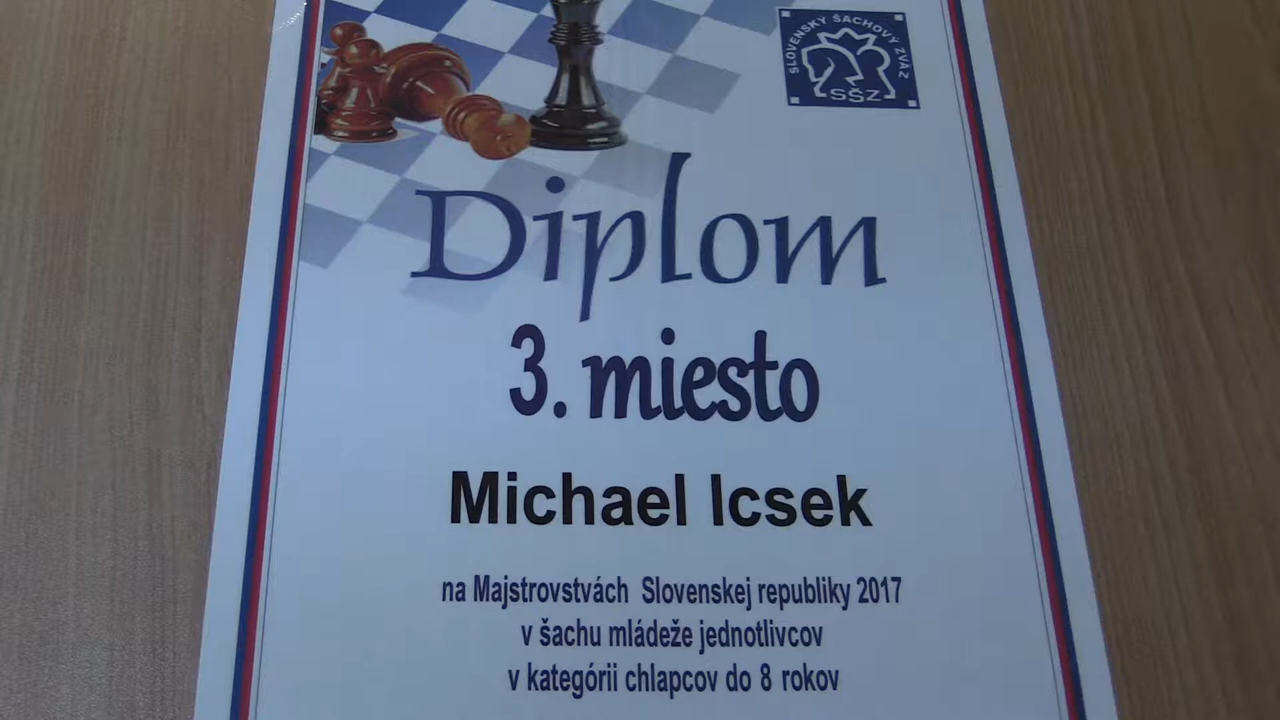 SLOVENSKÝ ŠACHOVÝ ZVÄZ
SŠZ
Diplom
3. miesto
Michael Icsek
na Majstrovstvách Slovenskej republiky 2017
v šachu mládeže jednotlivcov
v kategórii chlapcov do 8 rokov